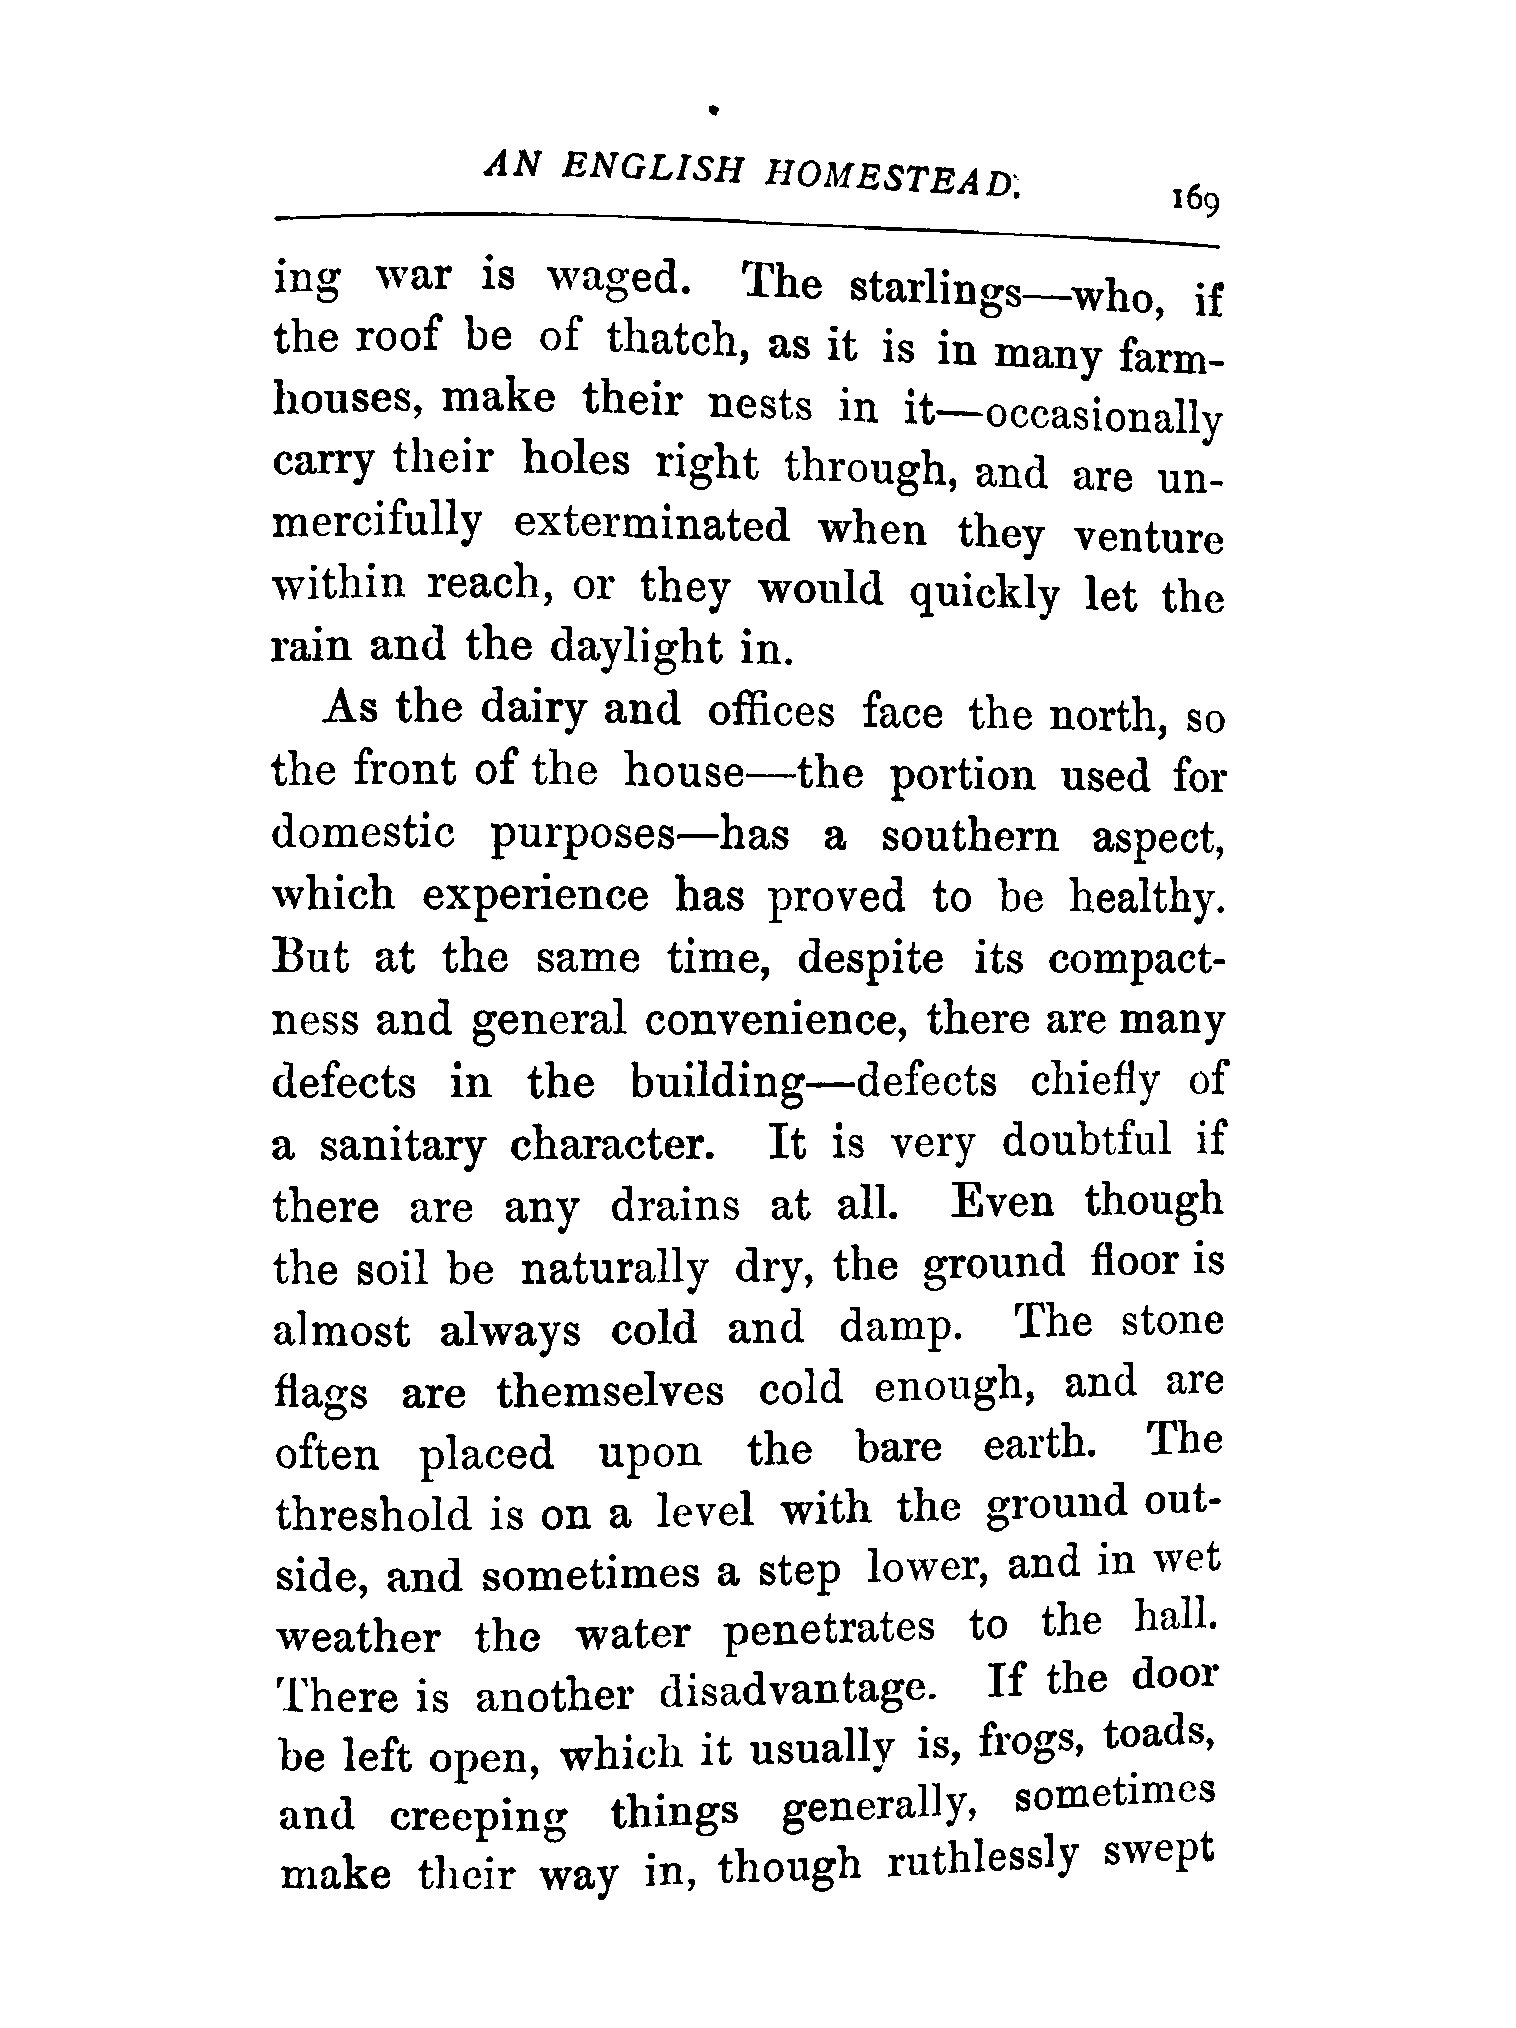 AN ENGLISH HOMESTEAD. 169
ing war is waged. The starlings—who, if
the roof be of thatch, as it is in many farm-
houses, make their nests in it—occasionally
carry their holes right through, and are un-
mercifully exterminated when they venture
within reach, or they would quickly let the
rain and the daylight in.
As the dairy and offices face the north, so
the front of the house—the portion used for
domestic purposes—has a southern aspect,
which experience has proved to be healthy.
But at the same time, despite its compact-
ness and general convenience, there are many
defects in the building—defects chiefly of
a sanitary character. It is very doubtful if
there are any drains at all. Even though
the soil be naturally dry, the ground floor is
almost always cold and damp. The stone
flags are themselves cold enough, and are
often placed upon the bare earth. The
threshold is on a level with the ground out-
side, and sometimes a step lower, and in wet
weather the water penetrates to the hall.
There is another disadvantage. If the door
be left open, which it usually is, frogs, toads,
and creeping things generally, sometimes
make their way in, though ruthlessly swept